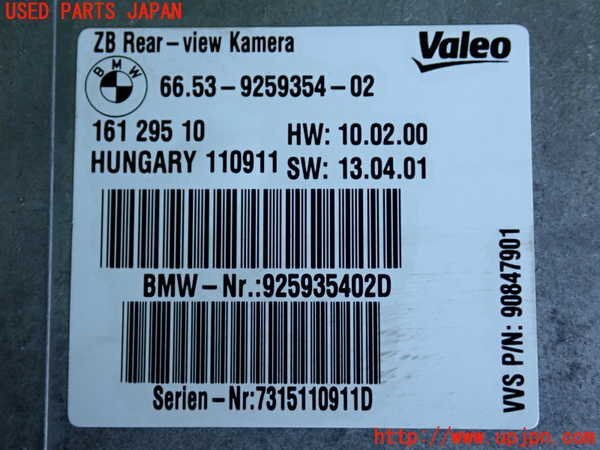 USED PARTS JAPAN
ZB Rear-view Kamera
Valeo
BMW
66.53-9259354-02
161 295 10
HW: 10.02.00
HUNGARY 110911
SW: 13.04.01
BMW-Nr.:925935402D
Serien-Nr:7315110911D
VVS P/N: 90847901
http://www.upjpn.com/